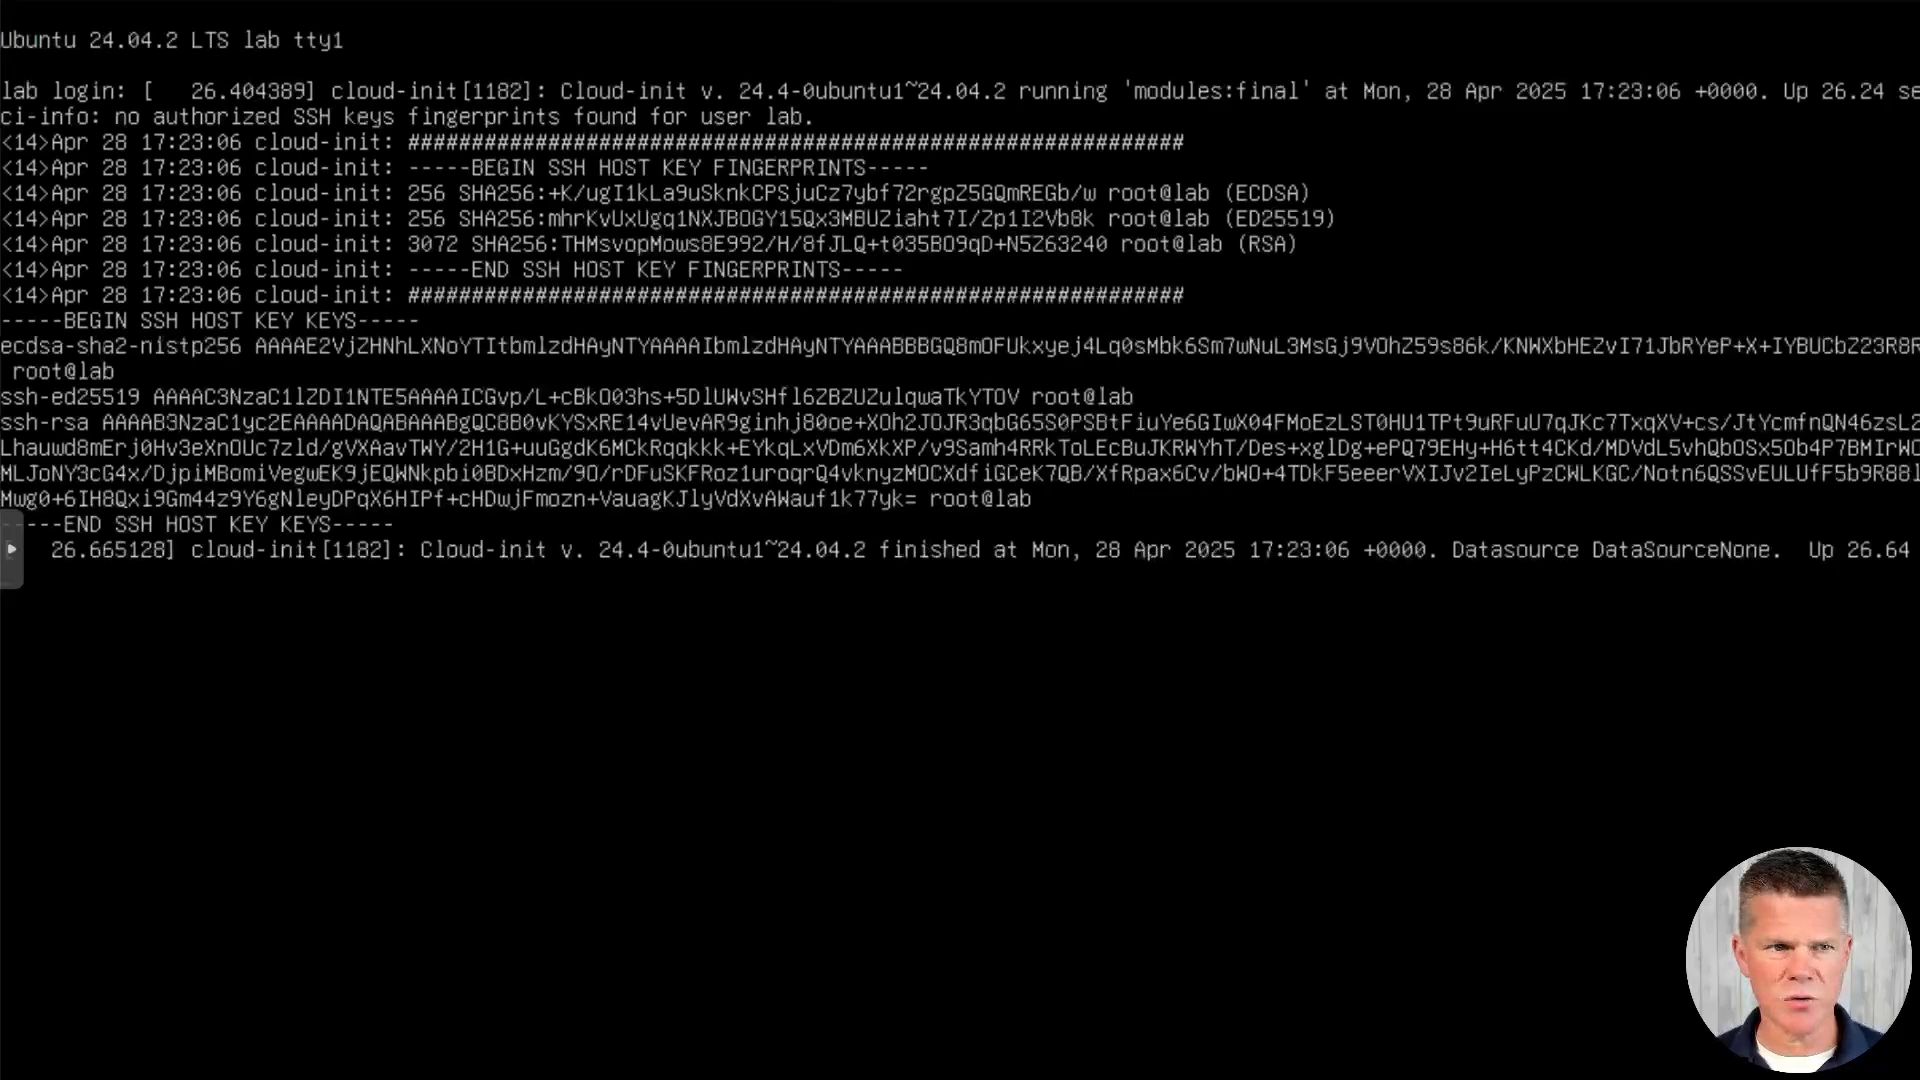 Ubuntu 24.04.2 LTS lab tty1
lab login: [   26.404389] cloud-init[1182]: Cloud-init v. 24.4-0ubuntu1~24.04.2 running 'modules:final' at Mon, 28 Apr 2025 17:23:06 +0000. Up 26.24 se
ci-info: no authorized SSH keys fingerprints found for user lab.
<14>Apr 28 17:23:06 cloud-init: #############################################################
<14>Apr 28 17:23:06 cloud-init: -----BEGIN SSH HOST KEY FINGERPRINTS-----
<14>Apr 28 17:23:06 cloud-init: 256 SHA256:+K/ugI1kLa9uSknkCPSjuCz7ybf72rgpZ5GQmREGb/w root@lab (ECDSA)
<14>Apr 28 17:23:06 cloud-init: 256 SHA256:mhrKvUxUgq1NXJBOGY15Qx3MBUZiaht7I/Zp1I2Vb8k root@lab (ED25519)
<14>Apr 28 17:23:06 cloud-init: 3072 SHA256:THMsvopMows8E992/H/8fJLQ+t035BO9qD+N5Z63240 root@lab (RSA)
<14>Apr 28 17:23:06 cloud-init: -----END SSH HOST KEY FINGERPRINTS-----
<14>Apr 28 17:23:06 cloud-init: #############################################################
-----BEGIN SSH HOST KEY KEYS-----
ecdsa-sha2-nistp256 AAAAE2VjZHNhLXNoYTItbmlzdHAyNTYAAAAIbmlzdHAyNTYAAABBBGQ8mOFUkxyej4Lq0sMbk6Sm7wNuL3MsGj9VOhZ59s86k/KNWXbHEZvI71JbRYeP+X+IYBUCbZ23R8R
root@lab
ssh-ed25519 AAAAC3NzaC1lZDI1NTE5AAAAICGvp/L+cBkO03hs+5DlUWvSHfl6ZBZUZulqwaTkYTOV root@lab
ssh-rsa AAAAB3NzaC1yc2EAAAADAQABAAABgQC8B0vKYSxRE14vUevAR9ginhj80oe+XOh2JOJR3qbG65S0PSBtFiuYe6GIwX04FMoEzLST0HU1TPt9uRFuU7qJKc7TxqXV+cs/JtYcmfnQN46zsL2
Lhauwd8mErj0Hv3eXnOUc7zld/gVXAavTWY/2H1G+uuGgdK6MCkRqqkkk+EYkqLxVDm6XkXP/v9Samh4RRkToLEcBuJKRWYhT/Des+xglDg+ePQ79EHy+H6tt4CKd/MDVdL5vhQbOSx5Ob4P7BMIrWC
MLJoNY3cG4x/DjpiMBomiVegwEK9jEQWNkpbi0BDxHzm/9O/rDFuSKFRoz1uroqrQ4vknyzMOCXdfiGCeK7QB/XfRpax6Cv/bWO+4TDkF5eeerVXIJv2IeLyPzCWLKGC/Notn6QSSvEULUfF5b9R88l
Mwg0+6IH8Qxi9Gm44z9Y6gNleyDPqX6HIPf+cHDwjFmozn+VauagKJlyVdXvAWauf1k77yk= root@lab
-----END SSH HOST KEY KEYS-----
26.665128] cloud-init[1182]: Cloud-init v. 24.4-0ubuntu1~24.04.2 finished at Mon, 28 Apr 2025 17:23:06 +0000. Datasource DataSourceNone.  Up 26.64